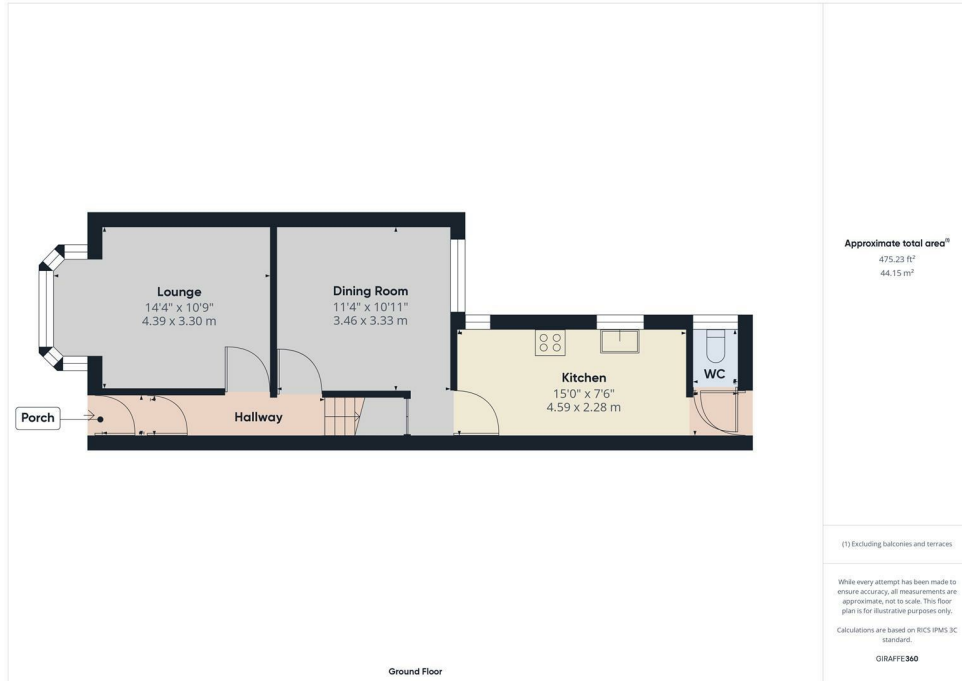 Lounge
14'4" x 10'9"
4.39 x 3.30 m
Dining Room
11'4" x 10'11"
3.46 x 3.33 m
Kitchen
15'0" x 7'6"
4.59 x 2.28 m
WC
Porch
Hallway
Ground Floor
Approximate total area(1)
475.23 ft²
44.15 m²
(1) Excluding balconies and terraces
While every attempt has been made to
ensure accuracy, all measurements are
approximate, not to scale. This floor
plan is for illustrative purposes only.
Calculations are based on RICS IPMS 3C
standard.
GIRAFFE360